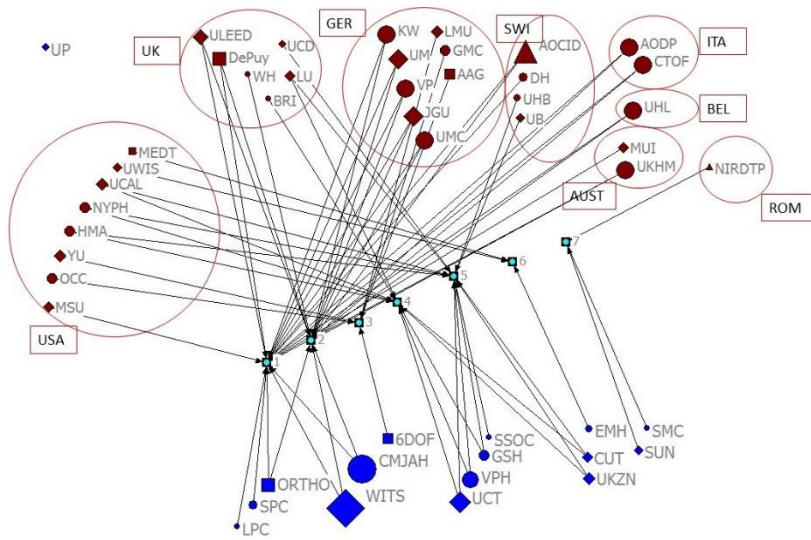 UP
UK
ULEED
DePuy
UCD
WH
LU
BRI
GER
KW
LMU
UM
GMC
VP
AAG
JGU
UMC
SWI
AOCID
DH
UHB
UB
ITA
AODP
CTOF
BEL
UHL
AUST
MUI
UKHM
ROM
NIRDTP
USA
MEDT
UWIS
UCAL
NYPH
HMA
YU
OCC
MSU
1
2
3
4
5
6
7
6DOF
CMJAH
WITS
ORTHO
SPC
LPC
SSOC
GSH
VPH
UCT
EMH
CUT
UKZN
SMC
SUN